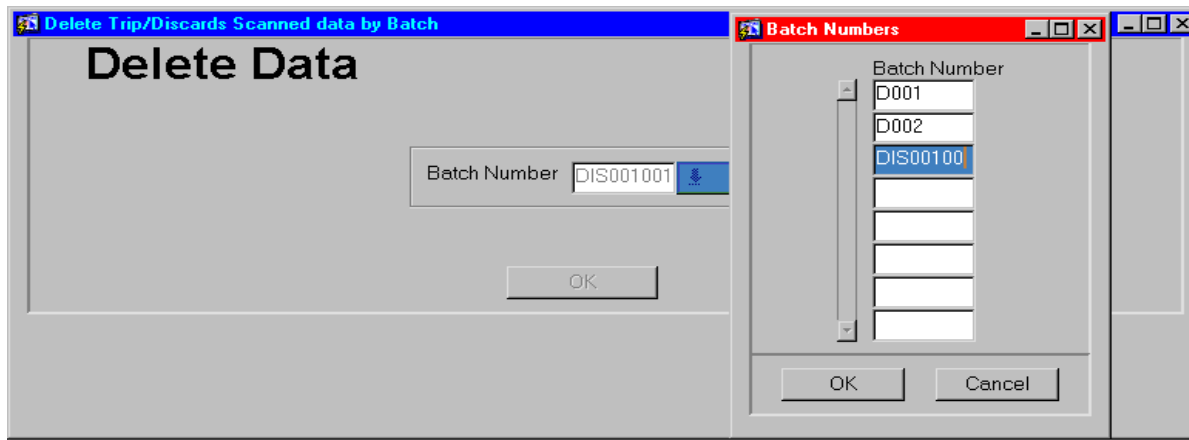 Delete Trip/Discards Scanned data by Batch
Delete Data
Batch Number DIS001001
OK
Batch Numbers
Batch Number
D001
D002
DIS00100
OK Cancel